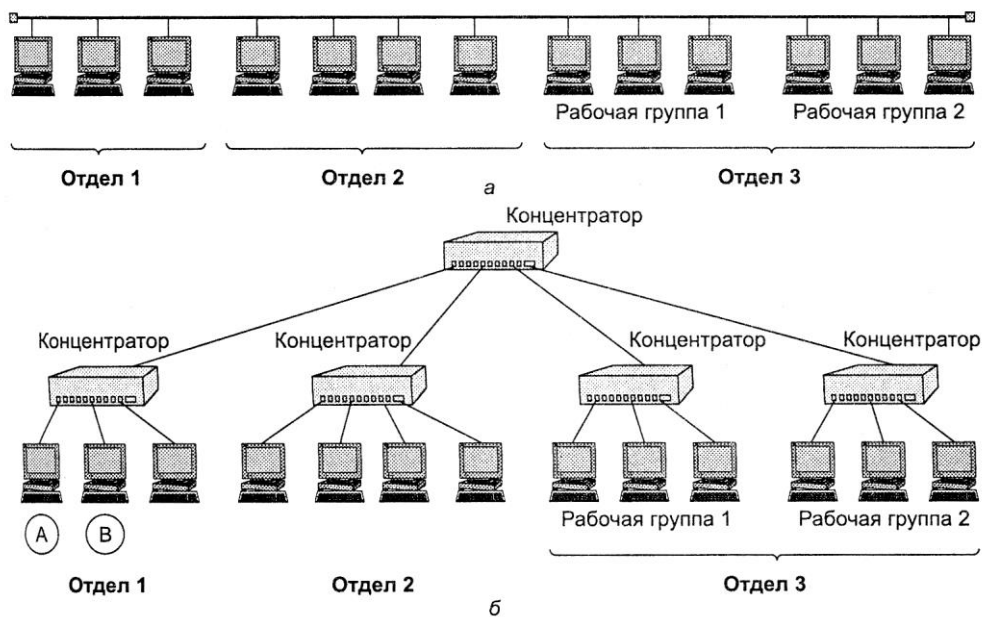 Рабочая группа 1 Рабочая группа 2
Отдел 1 Отдел 2 Отдел 3
а
Концентратор
Концентратор Концентратор Концентратор Концентратор
Рабочая группа 1 Рабочая группа 2
A B
Отдел 1 Отдел 2 Отдел 3
б